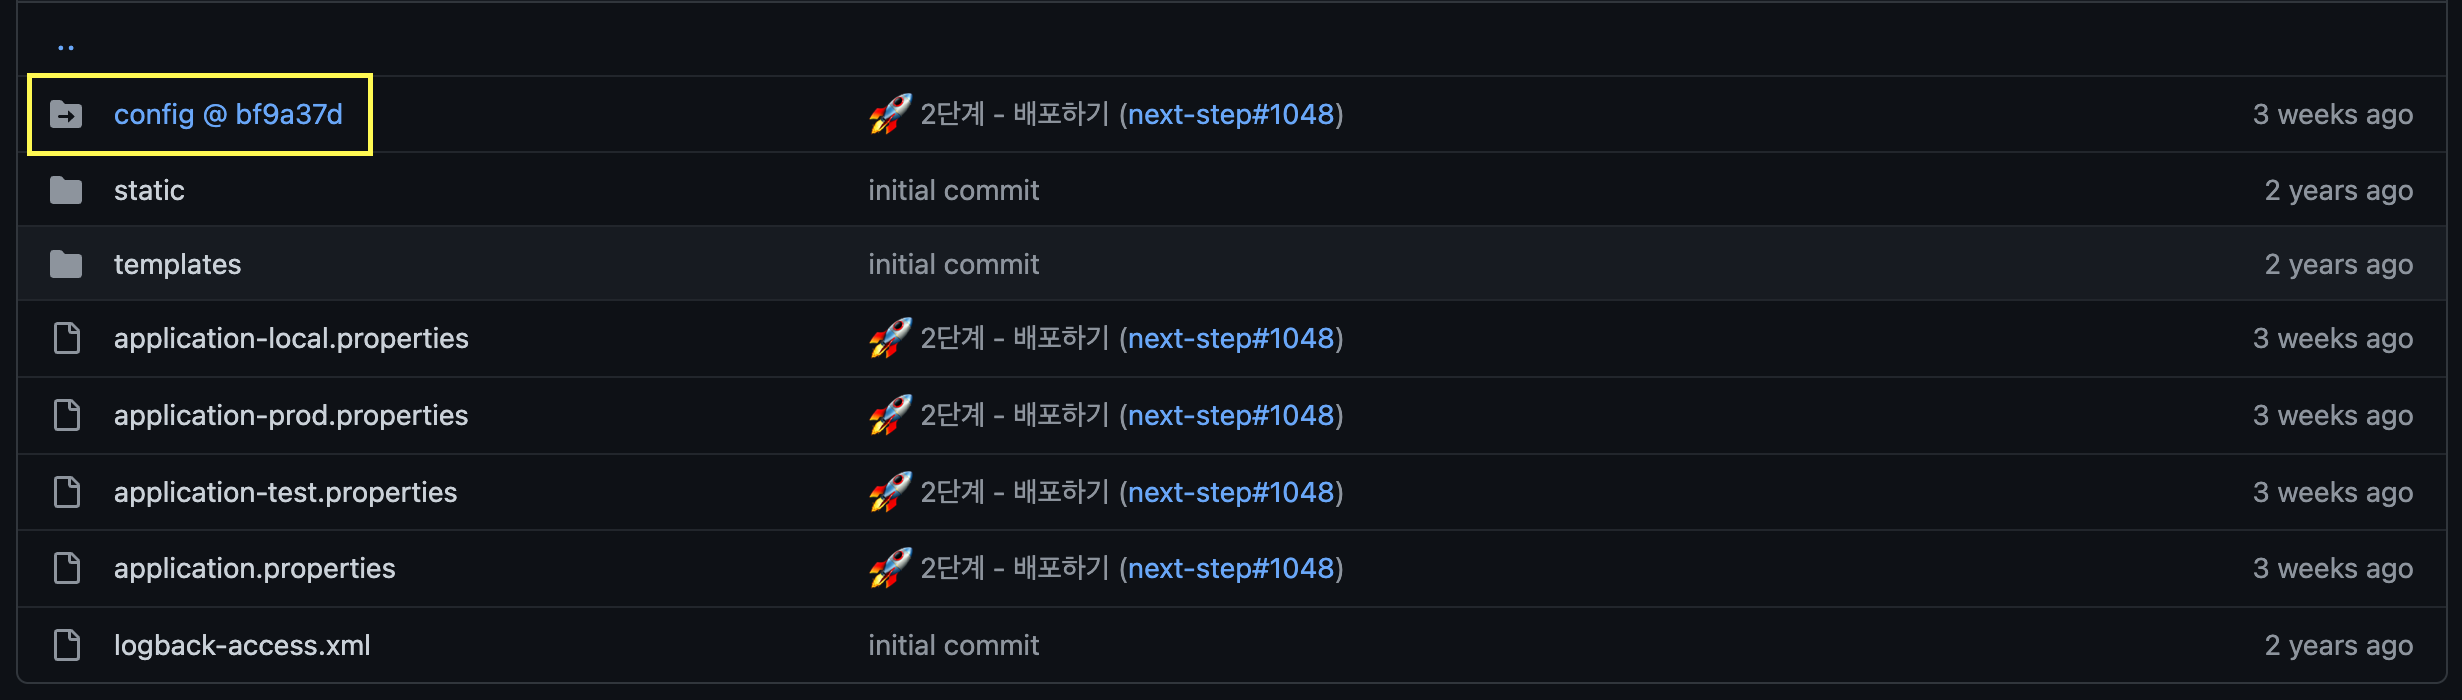 ..
config @ bf9a37d 🚀 2단계 - 배포하기 (next-step#1048) 3 weeks ago
static initial commit 2 years ago
templates initial commit 2 years ago
application-local.properties 🚀 2단계 - 배포하기 (next-step#1048) 3 weeks ago
application-prod.properties 🚀 2단계 - 배포하기 (next-step#1048) 3 weeks ago
application-test.properties 🚀 2단계 - 배포하기 (next-step#1048) 3 weeks ago
application.properties 🚀 2단계 - 배포하기 (next-step#1048) 3 weeks ago
logback-access.xml initial commit 2 years ago